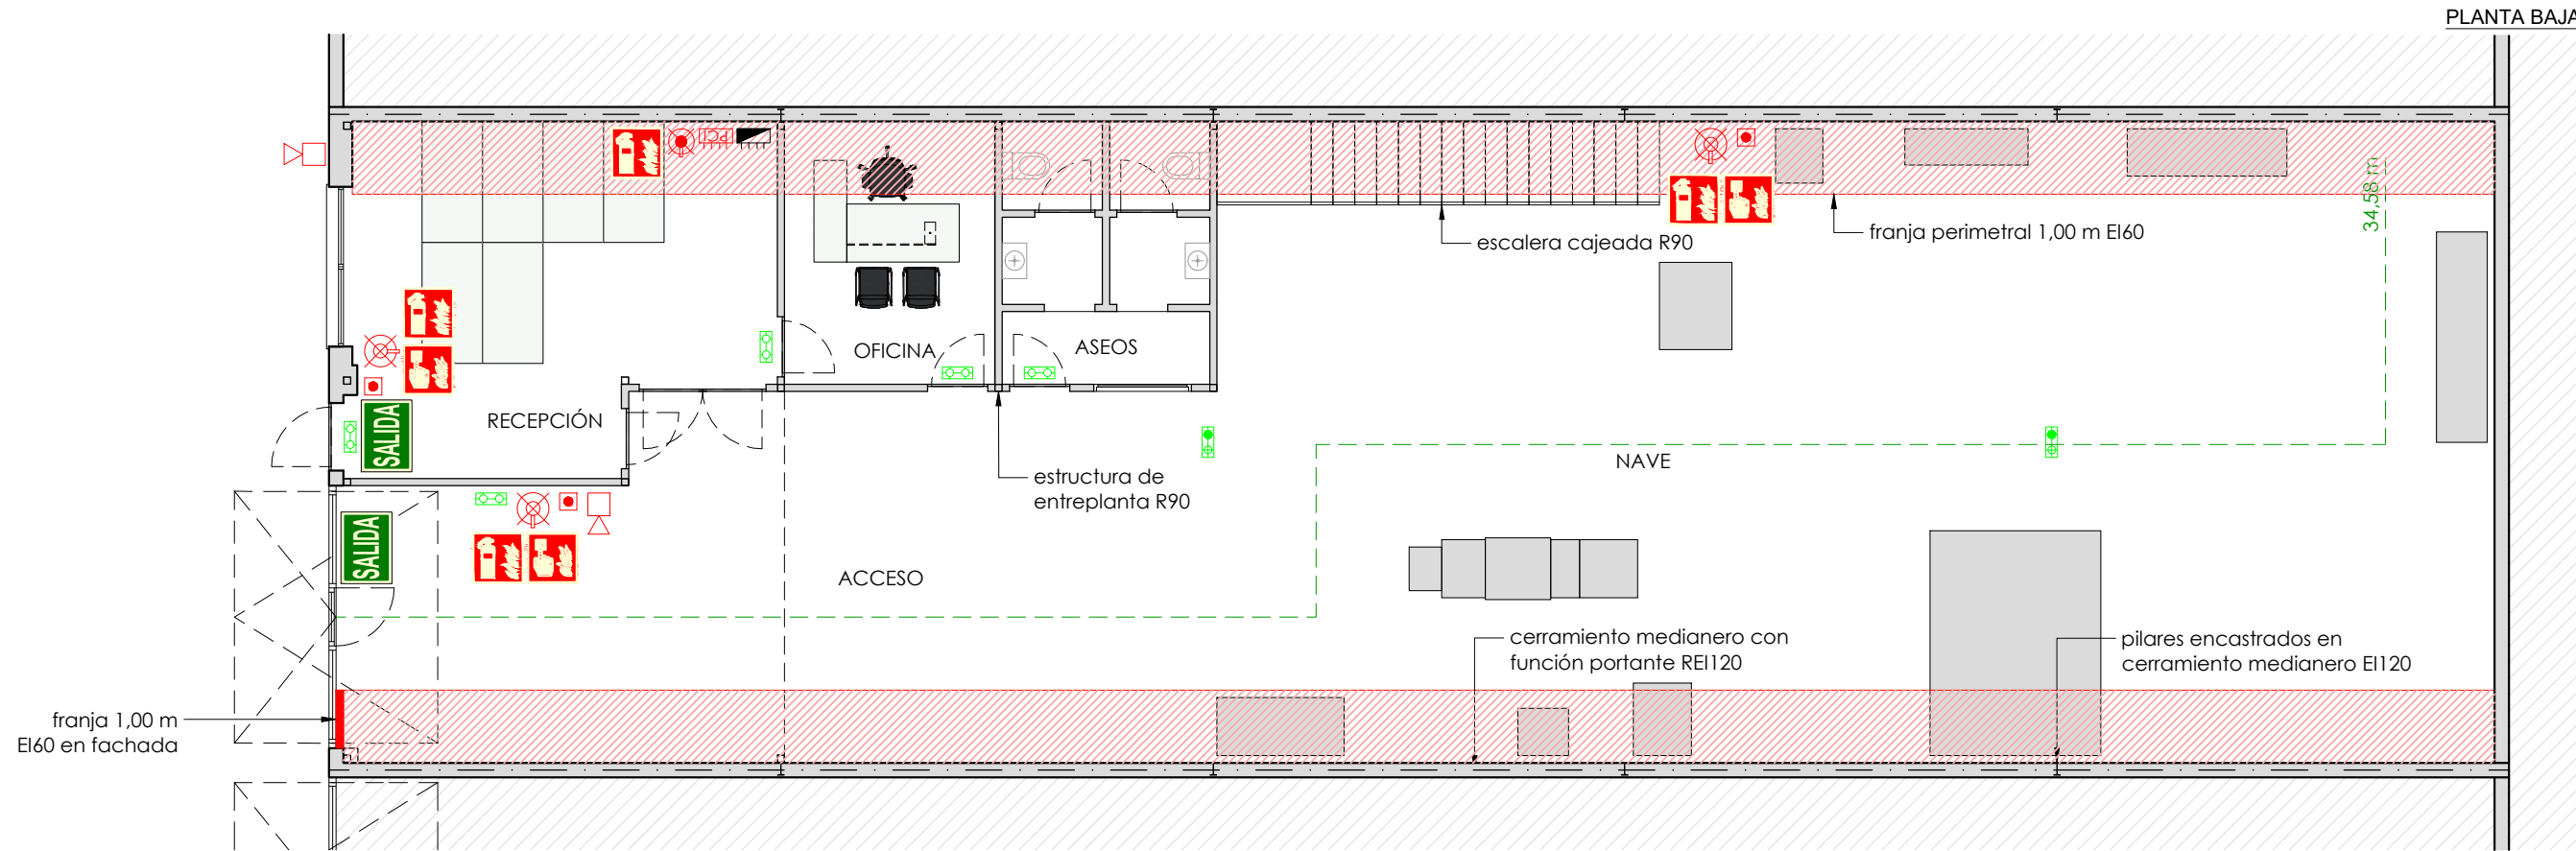 PLANTA BAJA
PCI
34,58 m
escalera cajeada R90
franja perimetral 1,00 m EI60
OFICINA
ASEOS
RECEPCIÓN
SALIDA
NAVE
estructura de
entreplanta R90
SALIDA
ACCESO
cerramiento medianero con
función portante REI120
pilares encastrados en
cerramiento medianero EI120
franja 1,00 m
EI60 en fachada